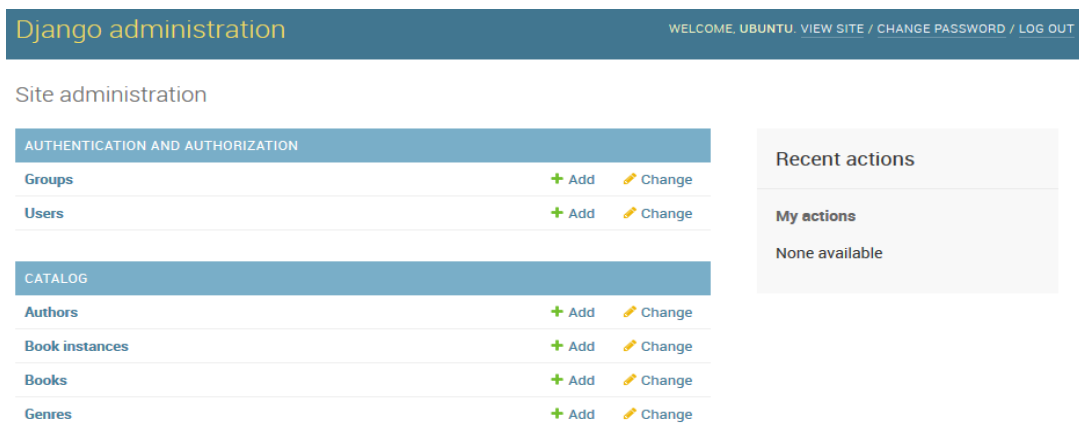 Django administration
WELCOME, UBUNTU. VIEW SITE / CHANGE PASSWORD / LOG OUT
Site administration
AUTHENTICATION AND AUTHORIZATION
Groups Add Change
Users Add Change
CATALOG
Authors Add Change
Book instances Add Change
Books Add Change
Genres Add Change
Recent actions
My actions
None available